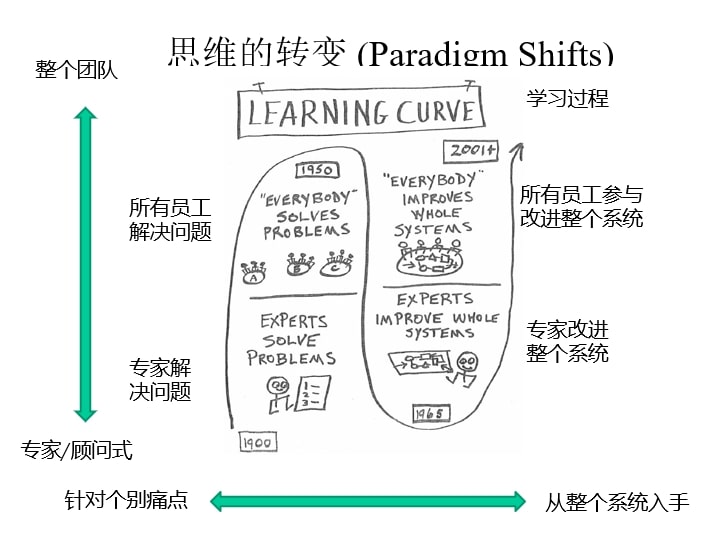 思维的转变 (Paradigm Shifts)
整个团队
LEARNING CURVE
学习过程
1950
"EVERYBODY"
SOLVES
PROBLEMS
A
B
C
2001+
"EVERYBODY"
IMPROVES
WHOLE
SYSTEMS
所有员工
解决问题
所有员工参与
改进整个系统
EXPERTS
SOLVE
PROBLEMS
1
2
3
EXPERTS
IMPROVE WHOLE
SYSTEMS
专家解
决问题
专家改进
整个系统
1965
1900
专家/顾问式
针对个别痛点
从整个系统入手